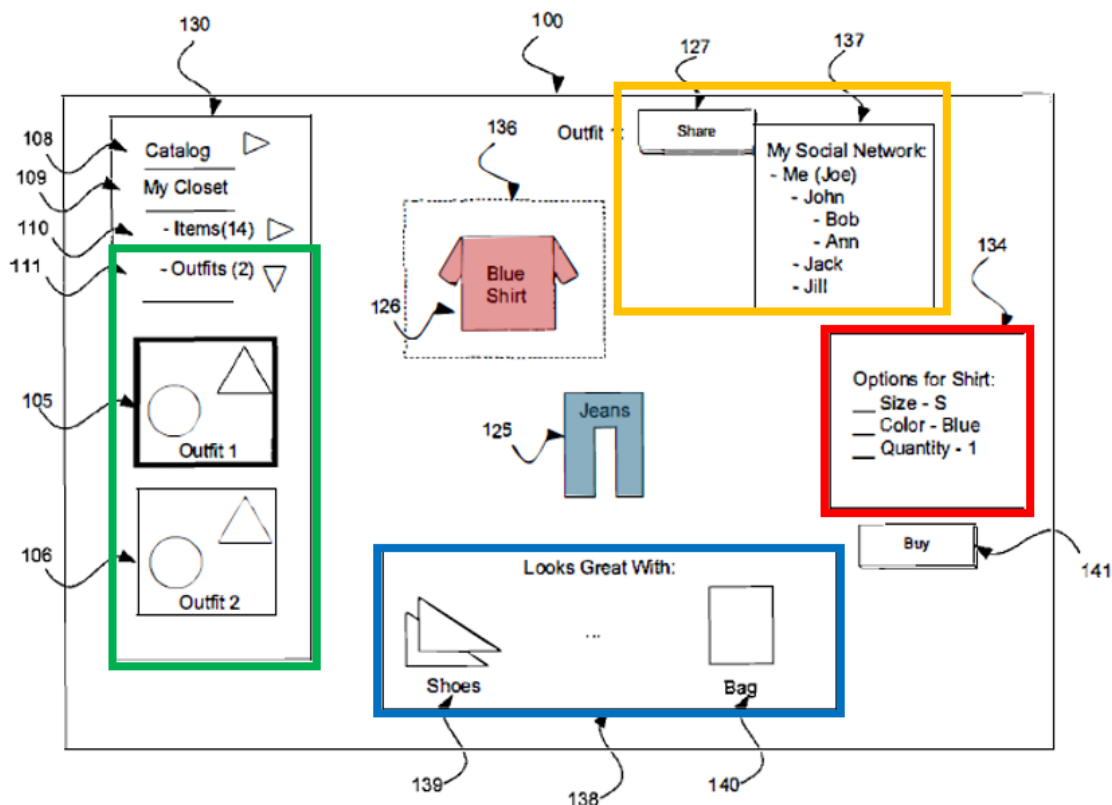 130
100
127
137
108
Catalog
109
My Closet
110
- Items(14)
111
- Outfits (2)
105
Outfit 1
106
Outfit 2
Outfit 1:
Share
136
My Social Network:
- Me (Joe)
- John
- Bob
- Ann
- Jack
- Jill
Blue
Shirt
126
134
Options for Shirt:
__ Size - S
__ Color - Blue
__ Quantity - 1
Jeans
125
Buy
141
Looks Great With:
...
Shoes
Bag
139
138
140